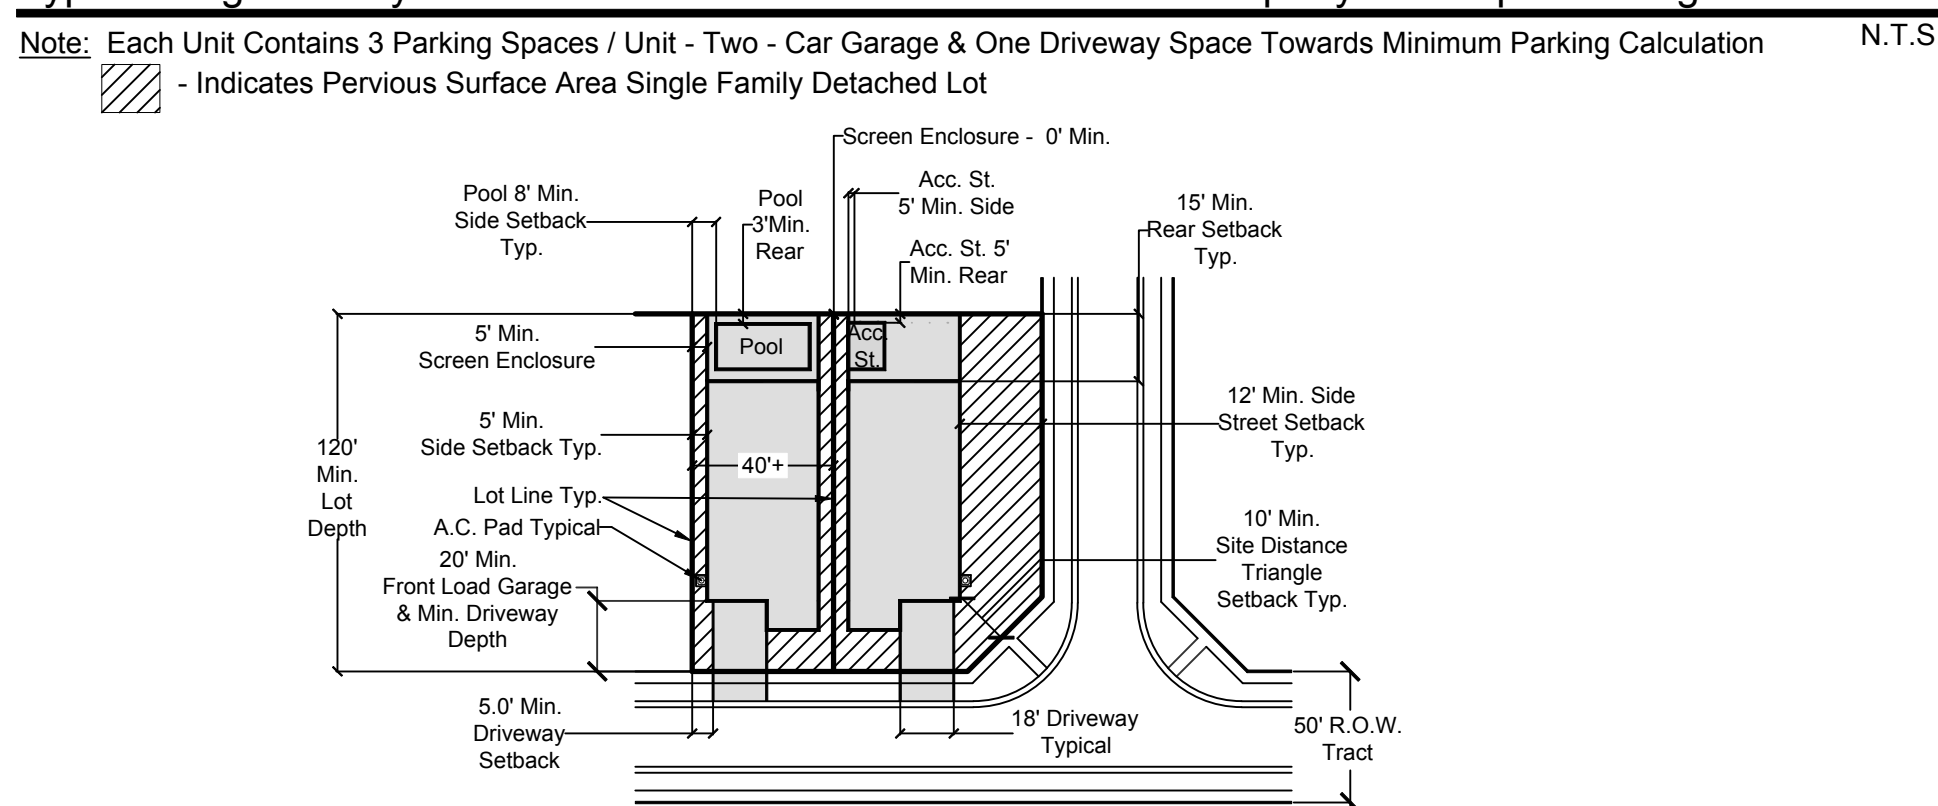 Note: Each Unit Contains 3 Parking Spaces / Unit - Two - Car Garage & One Driveway Space Towards Minimum Parking Calculation
N.T.S
- Indicates Pervious Surface Area Single Family Detached Lot
Screen Enclosure - 0' Min.
Pool 8' Min.
Side Setback
Typ.
Pool
3'Min.
Rear
Acc. St.
5' Min. Side
Acc. St. 5'
Min. Rear
15' Min.
Rear Setback
Typ.
5' Min.
Screen Enclosure
Pool
Acc.
St.
5' Min.
Side Setback Typ.
12' Min. Side
Street Setback
Typ.
120'
Min.
Lot
Depth
40'+
Lot Line Typ.
A.C. Pad Typical
20' Min.
Front Load Garage
& Min. Driveway
Depth
10' Min.
Site Distance
Triangle
Setback Typ.
5.0' Min.
Driveway
Setback
18' Driveway
Typical
50' R.O.W.
Tract